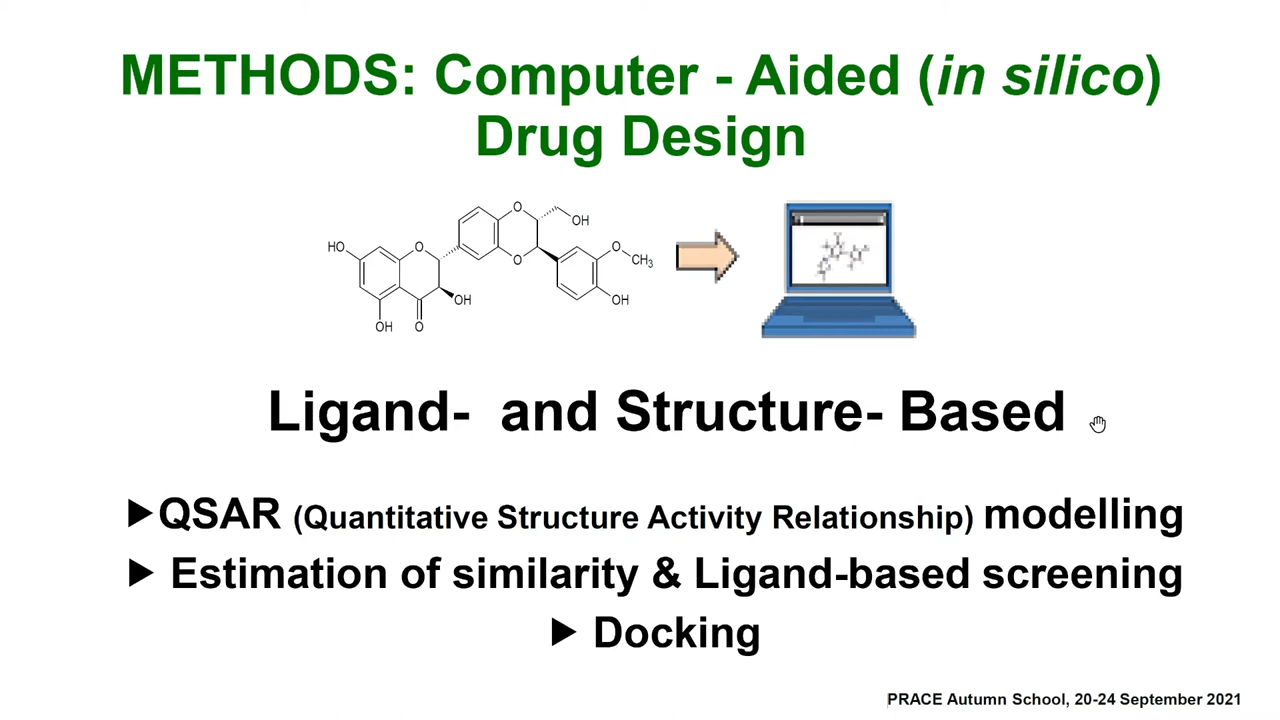 METHODS: Computer - Aided (in silico)
Drug Design
O
OH
HO
O
O
O
CH₃
OH
OH
OH
O
Ligand- and Structure- Based
▶QSAR (Quantitative Structure Activity Relationship) modelling
▶ Estimation of similarity & Ligand-based screening
▶ Docking
PRACE Autumn School, 20-24 September 2021